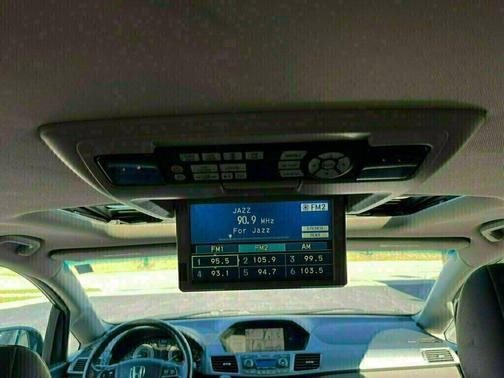 JAZZ
FM2
90.9 MHz
For Jazz
FM1 FM2 AM
1 95.5 2 105.9 3 99.5
4 93.1 5 94.7 6 103.5